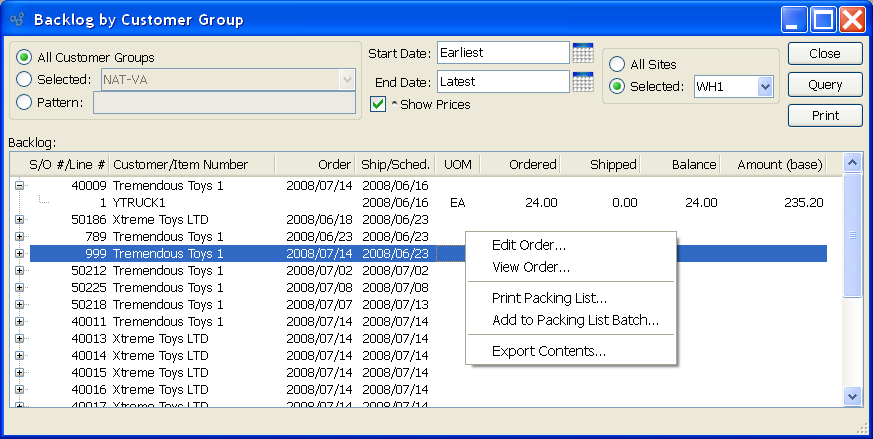 Backlog by Customer Group
All Customer Groups
Selected: NAT-VA
Pattern:
Start Date: Earliest
End Date: Latest
^ Show Prices
All Sites
Selected: WH1
Close
Query
Print
Backlog:
S/O #/Line # Customer/Item Number Order Ship/Sched. UOM Ordered Shipped Balance Amount (base)
40009 Tremendous Toys 1 2008/07/14 2008/06/16
1 YTRUCK1 2008/06/16 EA 24.00 0.00 24.00 235.20
50186 Xtreme Toys LTD 2008/06/18 2008/06/23
789 Tremendous Toys 1 2008/06/23 2008/06/23
999 Tremendous Toys 1 2008/07/14 2008/06/23
50212 Tremendous Toys 1 2008/07/02 2008/07/02
50225 Tremendous Toys 1 2008/07/08 2008/07/08
50218 Tremendous Toys 1 2008/07/07 2008/07/13
40011 Tremendous Toys 1 2008/07/14 2008/07/14
40013 Xtreme Toys LTD 2008/07/14 2008/07/14
40014 Xtreme Toys LTD 2008/07/14 2008/07/14
40015 Xtreme Toys LTD 2008/07/14 2008/07/14
40016 Xtreme Toys LTD 2008/07/14 2008/07/14
40017 Xtreme Toys LTD 2008/07/14 2008/07/14
Edit Order...
View Order...
Print Packing List...
Add to Packing List Batch...
Export Contents...